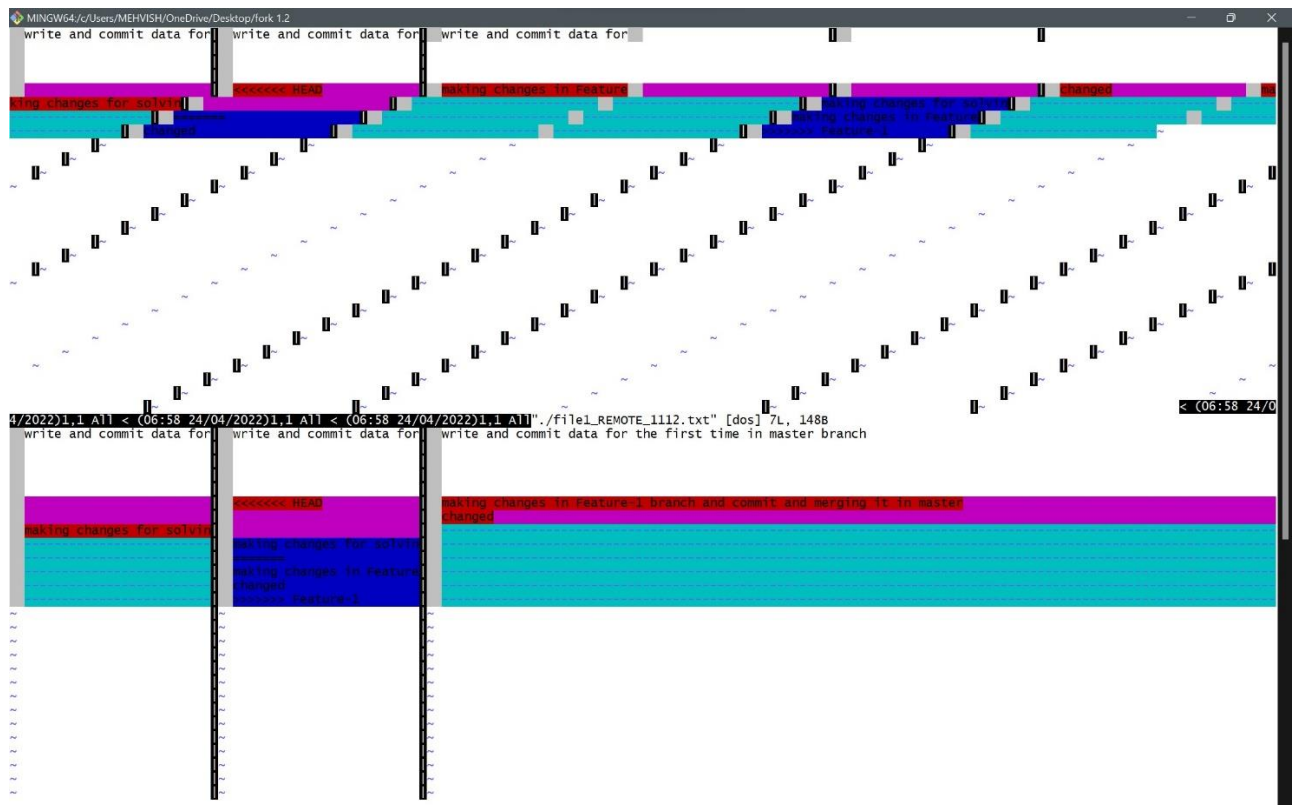 MINGW64:/c/Users/MEHVISH/OneDrive/Desktop/fork 1.2
write and commit data for write and commit data for write and commit data for
<<<<<<< HEAD making changes in Feature changed ma
king changes for solvin making changes for solvin
======= making changes in Feature
changed >>>>>>> Feature-1
< (06:58 24/0
4/2022)1,1 All < (06:58 24/04/2022)1,1 All < (06:58 24/04/2022)1,1 All"./file1_REMOTE_1112.txt" [dos] 7L, 148B
write and commit data for write and commit data for write and commit data for the first time in master branch
<<<<<<< HEAD making changes in Feature-1 branch and commit and merging it in master
changed
making changes for solvin
making changes for solvin
=======
making changes in Feature
changed
>>>>>>> Feature-1